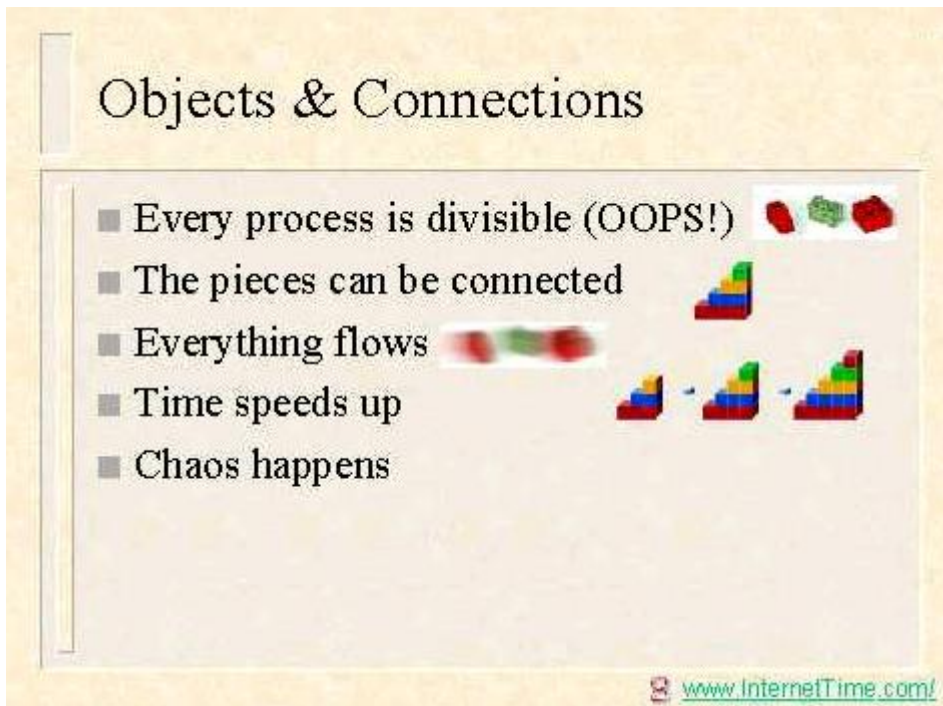 Objects & Connections
Every process is divisible (OOPS!)
The pieces can be connected
Everything flows
Time speeds up
Chaos happens
www.InternetTime.com/